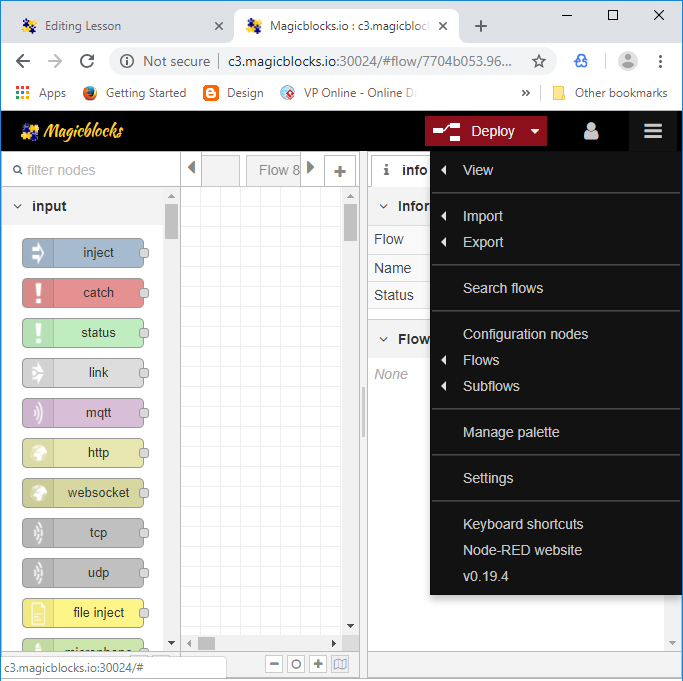 Editing Lesson
Magicblocks.io : c3.magicblock
Not secure
c3.magicblocks.io:30024/#flow/7704b053.96...
Apps
Getting Started
Design
VP Online - Online D
»
Other bookmarks
Magicblocks
Deploy
filter nodes
Flow 8
info
input
inject
catch
status
link
mqtt
http
websocket
tcp
udp
file inject
microphone
Infor
Flow
Name
Status
Flow
None
View
Import
Export
Search flows
Configuration nodes
Flows
Subflows
Manage palette
Settings
Keyboard shortcuts
Node-RED website
v0.19.4
c3.magicblocks.io:30024/#